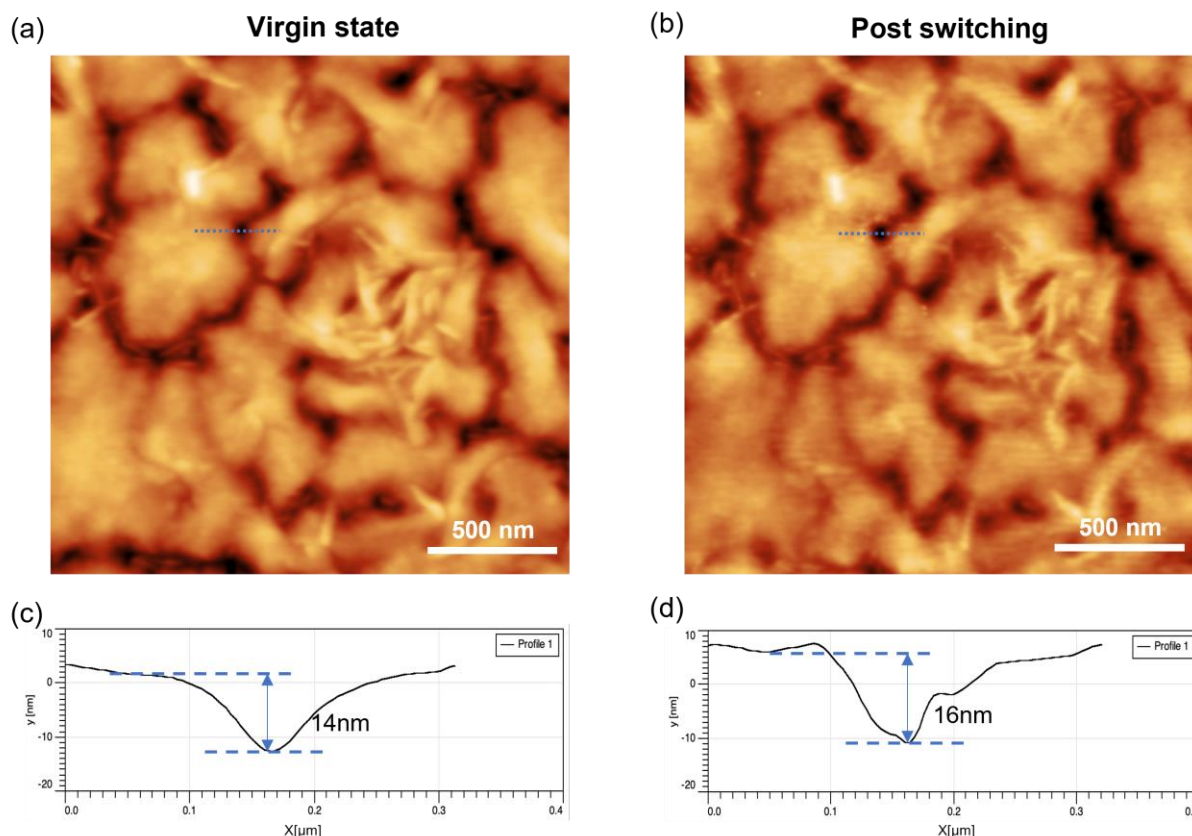 (a)
Virgin state
(b)
Post switching
500 nm
500 nm
(c)
10
0
-10
-20
y [nm]
Profile 1
14nm
0.0
0.1
0.2
0.3
0.4
X[µm]
(d)
10
0
-10
-20
y [nm]
Profile 1
16nm
0.0
0.1
0.2
0.3
X[µm]